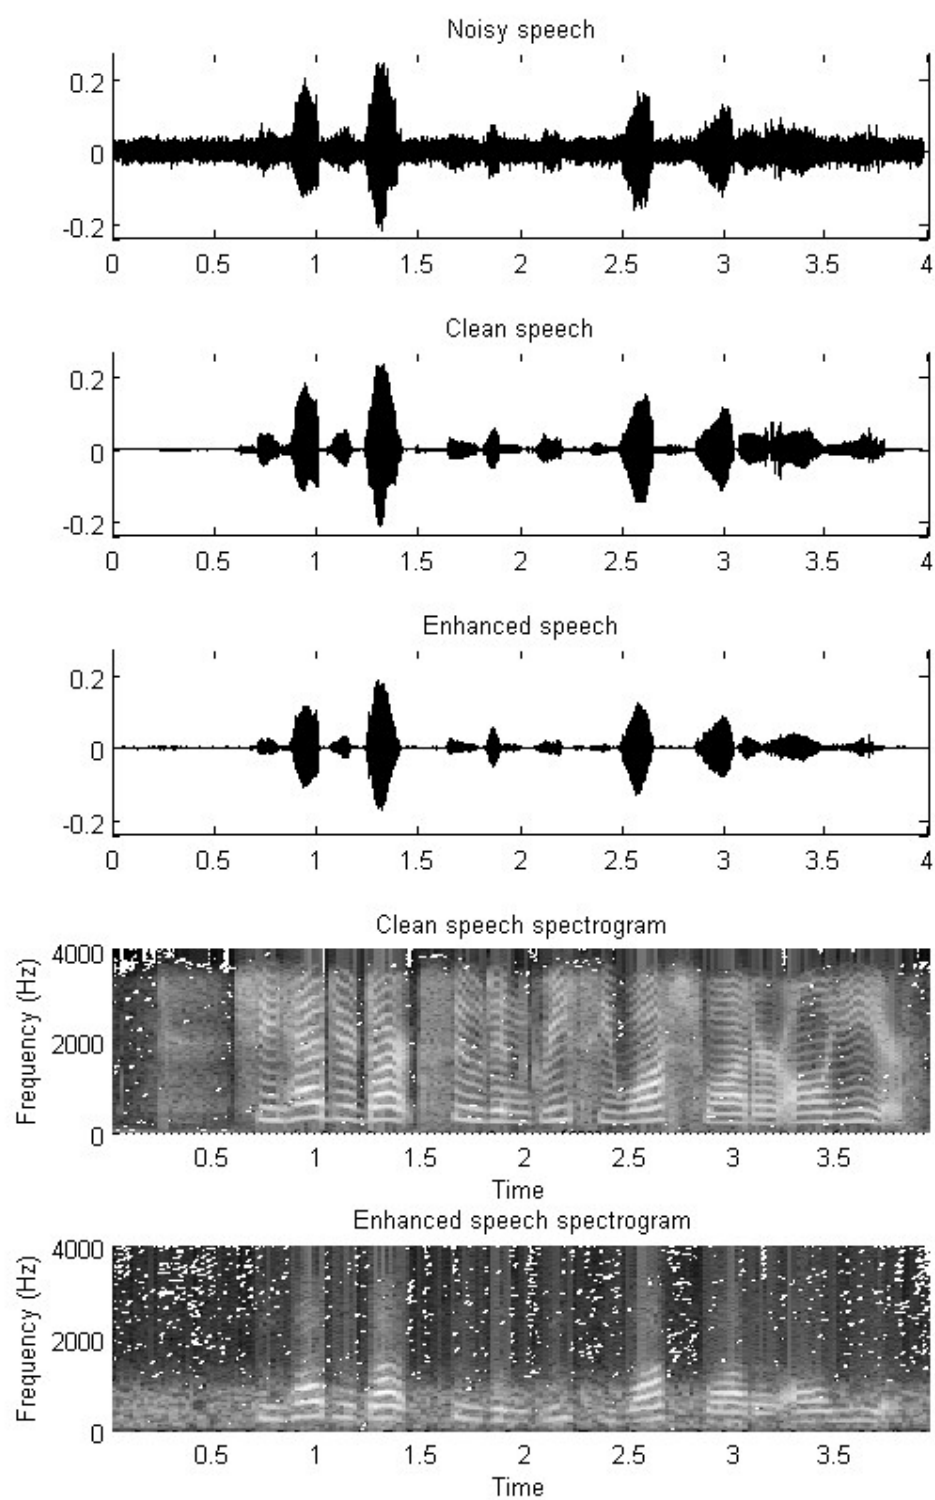 Noisy speech
0.2
0
-0.2
0 0.5 1 1.5 2 2.5 3 3.5 4
Clean speech
0.2
0
-0.2
0 0.5 1 1.5 2 2.5 3 3.5 4
Enhanced speech
0.2
0
-0.2
0 0.5 1 1.5 2 2.5 3 3.5 4
Clean speech spectrogram
Frequency (Hz)
4000
2000
0
0.5 1 1.5 2 2.5 3 3.5
Time
Enhanced speech spectrogram
Frequency (Hz)
4000
2000
0
0.5 1 1.5 2 2.5 3 3.5
Time